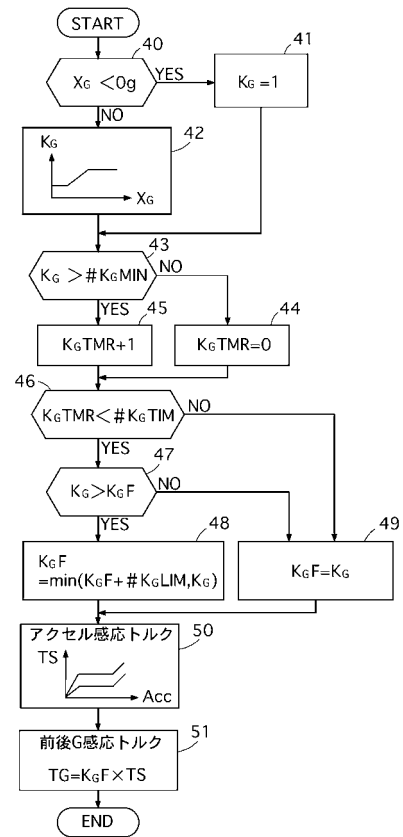 START
40
41
XG <0g
YES
KG =1
NO
42
KG
XG
43
KG >#KGMIN
NO
YES
45
44
KGTMR+1
KGTMR=0
46
KGTMR<#KGTIM
NO
YES
47
KG>KGF
NO
YES
48
49
KGF
=min(KGF+#KGLIM,KG)
KGF=KG
アクセル感応トルク
50
TS
Acc
前後G感応トルク
51
TG=KGF×TS
END